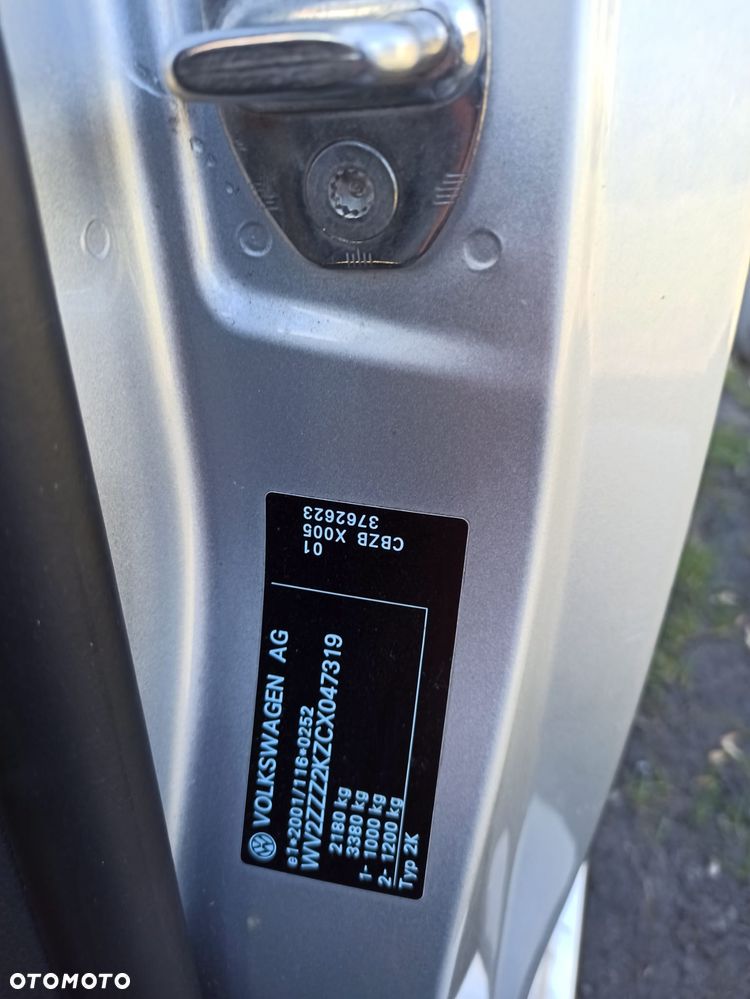 VOLKSWAGEN AG
e1*2001/116*0252
WV2ZZZ2KZCX047319
2180 kg
3380 kg
1- 1000 kg
2- 1200 kg
Typ 2K
01
CBZB X005
3762623
OTOMOTO